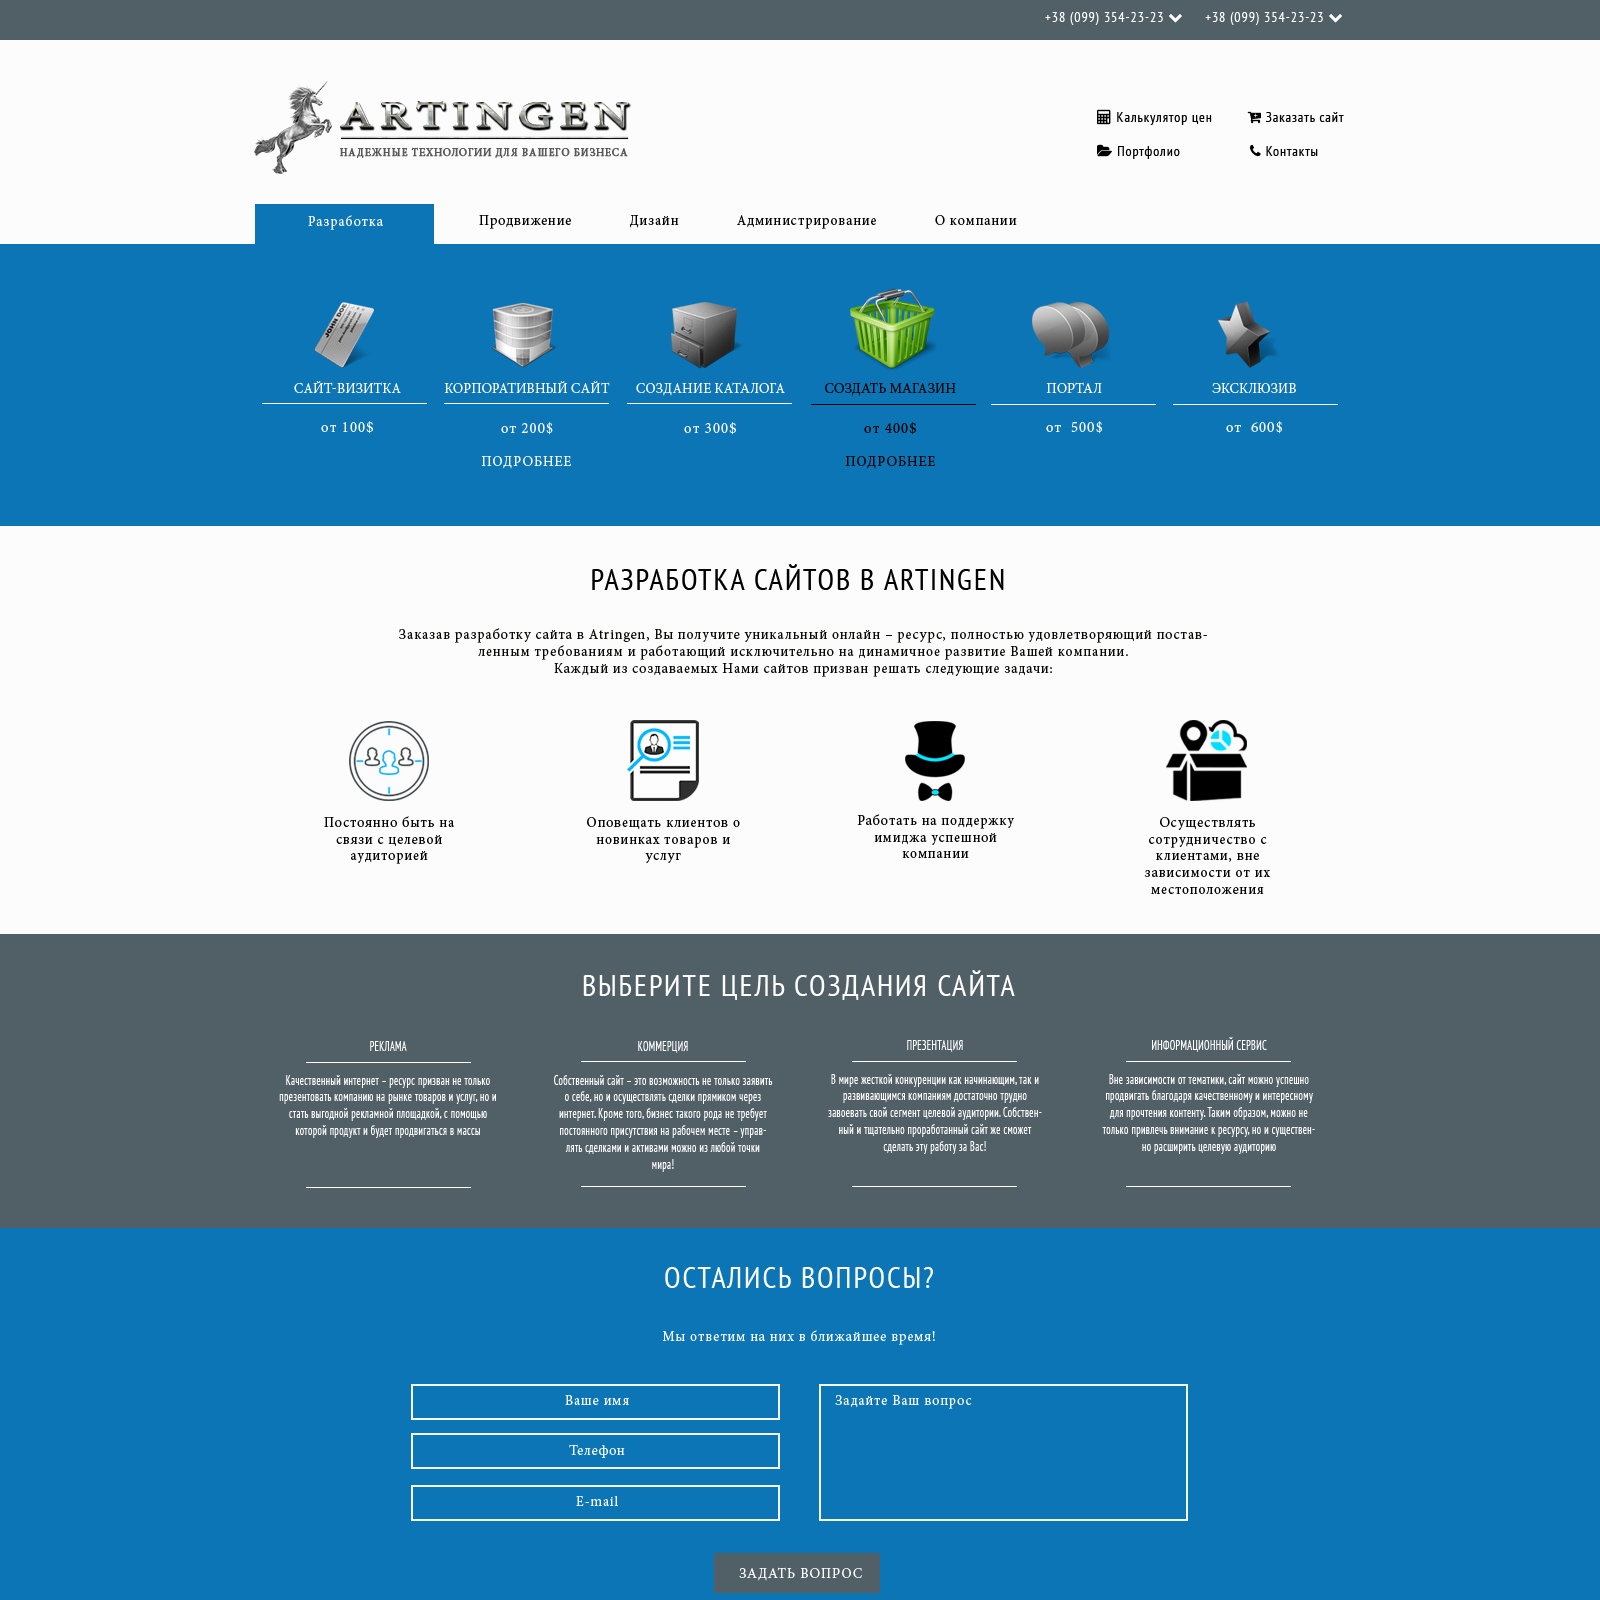 +38 (099) 354-23-23 +38 (099) 354-23-23
ARTINGEN
НАДЕЖНЫЕ ТЕХНОЛОГИИ ДЛЯ ВАШЕГО БИЗНЕСА
Калькулятор цен Заказать сайт
Портфолио Контакты
Разработка Продвижение Дизайн Администрирование О компании
JOHN DOE
САЙТ-ВИЗИТКА КОРПОРАТИВНЫЙ САЙТ СОЗДАНИЕ КАТАЛОГА СОЗДАТЬ МАГАЗИН ПОРТАЛ ЭКСКЛЮЗИВ
от 100$ от 200$ от 300$ от 400$ от 500$ от 600$
ПОДРОБНЕЕ ПОДРОБНЕЕ
РАЗРАБОТКА САЙТОВ В ARTINGEN
Заказав разработку сайта в Atringen, Вы получите уникальный онлайн – ресурс, полностью удовлетворяющий постав-
ленным требованиям и работающий исключительно на динамичное развитие Вашей компании.
Каждый из создаваемых Нами сайтов призван решать следующие задачи:
Постоянно быть на
связи с целевой
аудиторией
Оповещать клиентов о
новинках товаров и
услуг
Работать на поддержку
имиджа успешной
компании
Осуществлять
сотрудничество с
клиентами, вне
зависимости от их
местоположения
ВЫБЕРИТЕ ЦЕЛЬ СОЗДАНИЯ САЙТА
РЕКЛАМА
Качественный интернет – ресурс призван не только
презентовать компанию на рынке товаров и услуг, но и
стать выгодной рекламной площадкой, с помощью
которой продукт и будет продвигаться в массы
КОММЕРЦИЯ
Собственный сайт – это возможность не только заявить
о себе, но и осуществлять сделки прямиком через
интернет. Кроме того, бизнес такого рода не требует
постоянного присутствия на рабочем месте – управ-
лять сделками и активами можно из любой точки
мира!
ПРЕЗЕНТАЦИЯ
В мире жесткой конкуренции как начинающим, так и
развивающимся компаниям достаточно трудно
завоевать свой сегмент целевой аудитории. Собствен-
ный и тщательно проработанный сайт же сможет
сделать эту работу за Вас!
ИНФОРМАЦИОННЫЙ СЕРВИС
Вне зависимости от тематики, сайт можно успешно
продвигать благодаря качественному и интересному
для прочтения контенту. Таким образом, можно не
только привлечь внимание к ресурсу, но и существен-
но расширить целевую аудиторию
ОСТАЛИСЬ ВОПРОСЫ?
Мы ответим на них в ближайшее время!
Ваше имя
Телефон
E-mail
Задайте Ваш вопрос
ЗАДАТЬ ВОПРОС